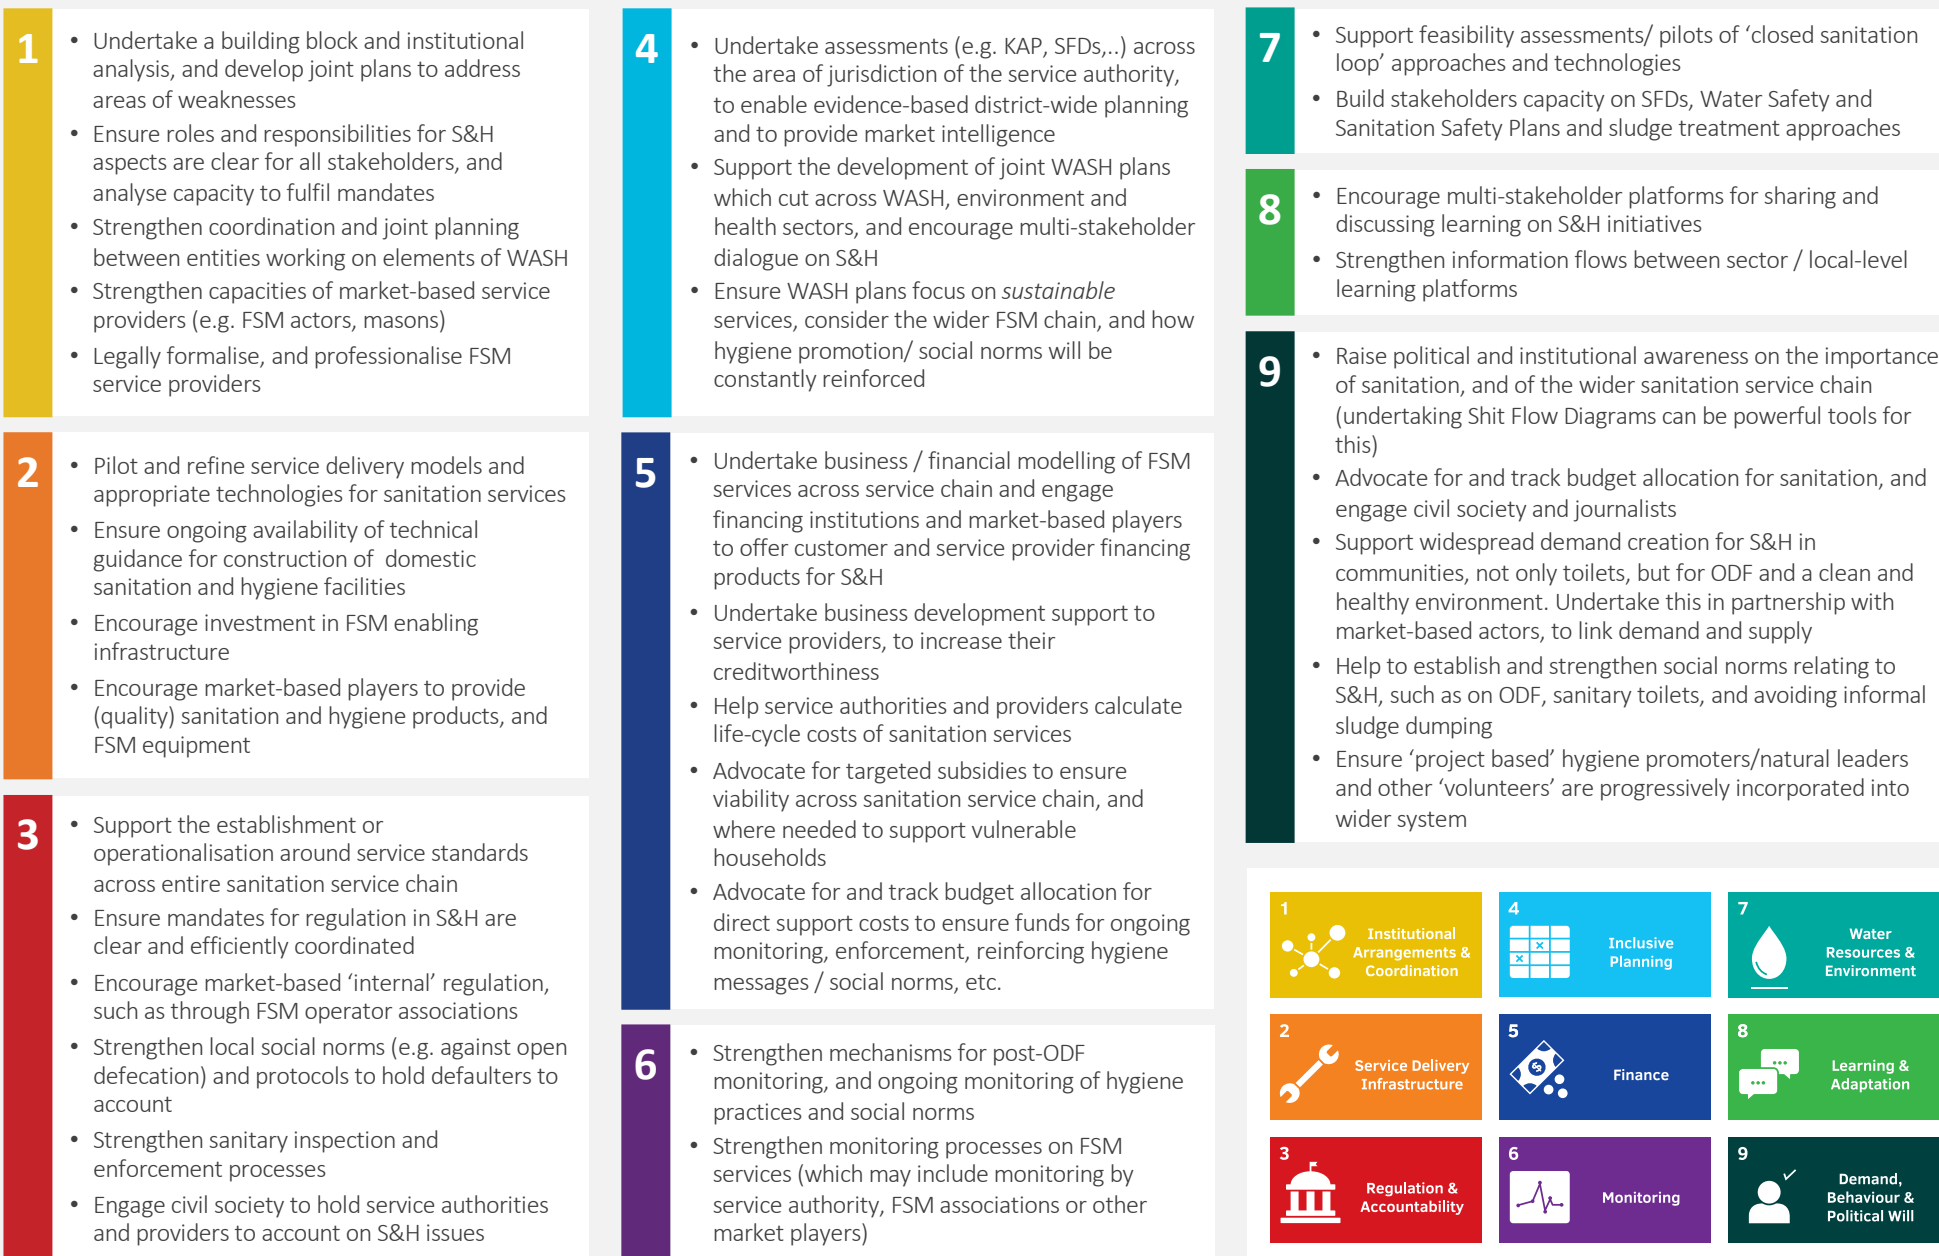 1
• Undertake a building block and institutional
analysis, and develop joint plans to address
areas of weaknesses
• Ensure roles and responsibilities for S&H
aspects are clear for all stakeholders, and
analyse capacity to fulfil mandates
• Strengthen coordination and joint planning
between entities working on elements of WASH
• Strengthen capacities of market-based service
providers (e.g. FSM actors, masons)
• Legally formalise, and professionalise FSM
service providers
2
• Pilot and refine service delivery models and
appropriate technologies for sanitation services
• Ensure ongoing availability of technical
guidance for construction of domestic
sanitation and hygiene facilities
• Encourage investment in FSM enabling
infrastructure
• Encourage market-based players to provide
(quality) sanitation and hygiene products, and
FSM equipment
3
• Support the establishment or
operationalisation around service standards
across entire sanitation service chain
• Ensure mandates for regulation in S&H are
clear and efficiently coordinated
• Encourage market-based ‘internal’ regulation,
such as through FSM operator associations
• Strengthen local social norms (e.g. against open
defecation) and protocols to hold defaulters to
account
• Strengthen sanitary inspection and
enforcement processes
• Engage civil society to hold service authorities
and providers to account on S&H issues
4
• Undertake assessments (e.g. KAP, SFDs,..) across
the area of jurisdiction of the service authority,
to enable evidence-based district-wide planning
and to provide market intelligence
• Support the development of joint WASH plans
which cut across WASH, environment and
health sectors, and encourage multi-stakeholder
dialogue on S&H
• Ensure WASH plans focus on sustainable
services, consider the wider FSM chain, and how
hygiene promotion/ social norms will be
constantly reinforced
5
• Undertake business / financial modelling of FSM
services across service chain and engage
financing institutions and market-based players
to offer customer and service provider financing
products for S&H
• Undertake business development support to
service providers, to increase their
creditworthiness
• Help service authorities and providers calculate
life-cycle costs of sanitation services
• Advocate for targeted subsidies to ensure
viability across sanitation service chain, and
where needed to support vulnerable
households
• Advocate for and track budget allocation for
direct support costs to ensure funds for ongoing
monitoring, enforcement, reinforcing hygiene
messages / social norms, etc.
6
• Strengthen mechanisms for post-ODF
monitoring, and ongoing monitoring of hygiene
practices and social norms
• Strengthen monitoring processes on FSM
services (which may include monitoring by
service authority, FSM associations or other
market players)
7
• Support feasibility assessments/ pilots of ‘closed sanitation
loop’ approaches and technologies
• Build stakeholders capacity on SFDs, Water Safety and
Sanitation Safety Plans and sludge treatment approaches
8
• Encourage multi-stakeholder platforms for sharing and
discussing learning on S&H initiatives
• Strengthen information flows between sector / local-level
learning platforms
9
• Raise political and institutional awareness on the importance
of sanitation, and of the wider sanitation service chain
(undertaking Shit Flow Diagrams can be powerful tools for
this)
• Advocate for and track budget allocation for sanitation, and
engage civil society and journalists
• Support widespread demand creation for S&H in
communities, not only toilets, but for ODF and a clean and
healthy environment. Undertake this in partnership with
market-based actors, to link demand and supply
• Help to establish and strengthen social norms relating to
S&H, such as on ODF, sanitary toilets, and avoiding informal
sludge dumping
• Ensure ‘project based’ hygiene promoters/natural leaders
and other ‘volunteers’ are progressively incorporated into
wider system
1
Institutional
Arrangements &
Coordination
4
Inclusive
Planning
7
Water
Resources &
Environment
2
Service Delivery
Infrastructure
5
Finance
8
Learning &
Adaptation
3
Regulation &
Accountability
6
Monitoring
9
Demand,
Behaviour &
Political Will